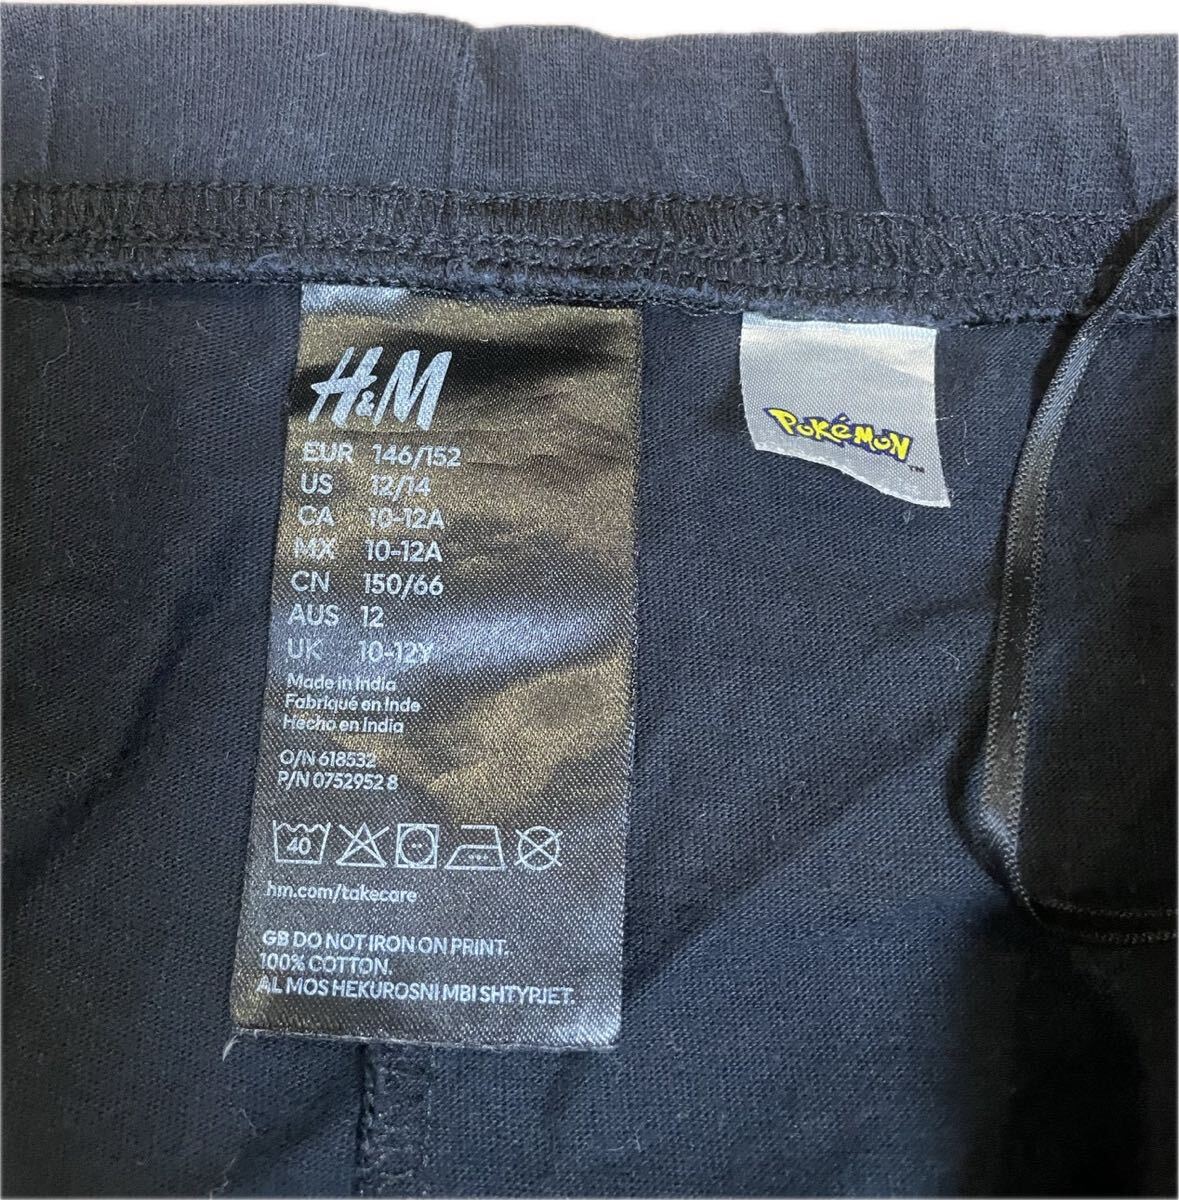 H&M
EUR 146/152
US 12/14
CA 10-12A
MX 10-12A
CN 150/66
AUS 12
UK 10-12Y
Made in India
Fabriqué en Inde
Hecho en India
O/N 618532
P/N 0752952 8
40
hm.com/takecare
GB DO NOT IRON ON PRINT.
100% COTTON.
AL MOS HEKUROSNI MBI SHTYPJET.
POKéMON™